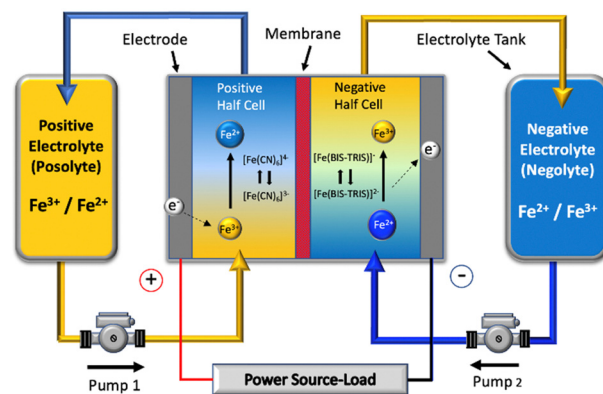 Electrode
Membrane
Electrolyte Tank
Positive
Electrolyte
(Posolyte)
Fe³⁺ / Fe²⁺
Positive
Half Cell
Fe²⁺
[Fe(CN)₆]⁴⁻
[Fe(CN)₆]³⁻
e⁻
Fe³⁺
Negative
Half Cell
Fe³⁺
e⁻
[Fe(BIS-TRIS)]⁻
[Fe(BIS-TRIS)]²⁻
Fe²⁺
Negative
Electrolyte
(Negolyte)
Fe²⁺ / Fe³⁺
+
−
Pump 1
Power Source-Load
Pump 2